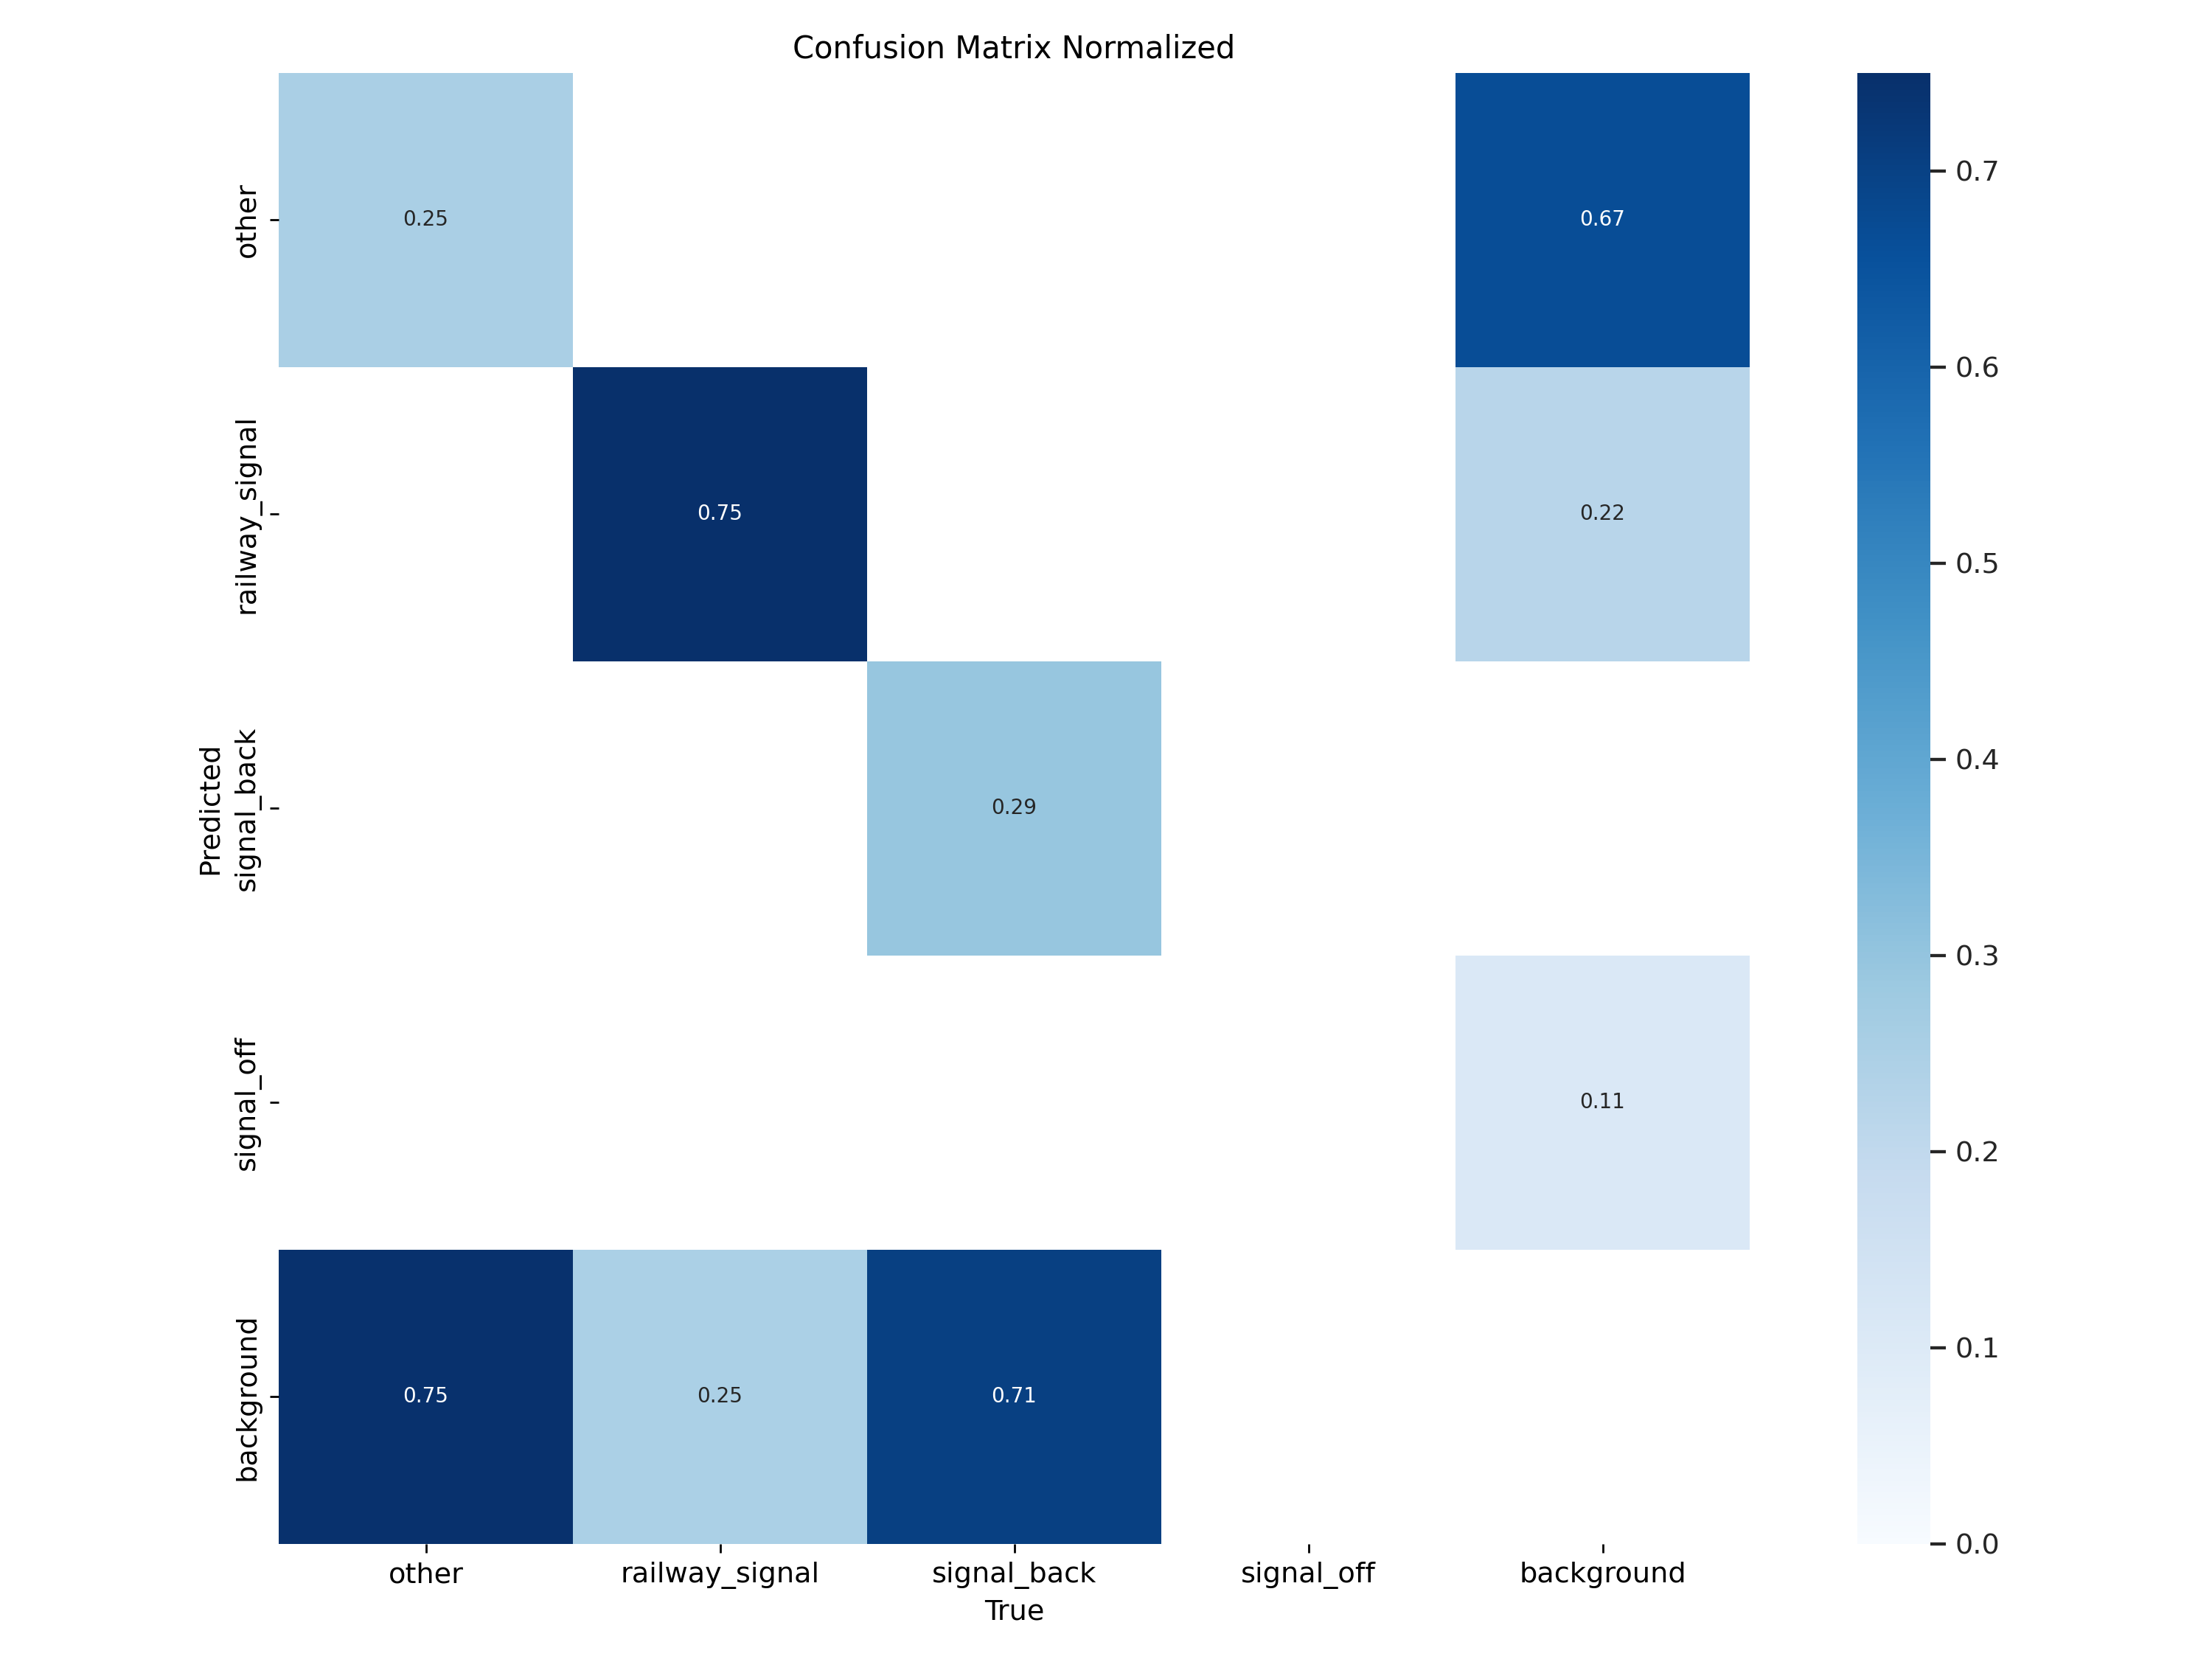 Confusion Matrix Normalized
other
0.25
0.67
railway_signal
0.75
0.22
Predicted
signal_back
0.29
signal_off
0.11
background
0.75
0.25
0.71
other
railway_signal
signal_back
signal_off
background
True
0.7
0.6
0.5
0.4
0.3
0.2
0.1
0.0